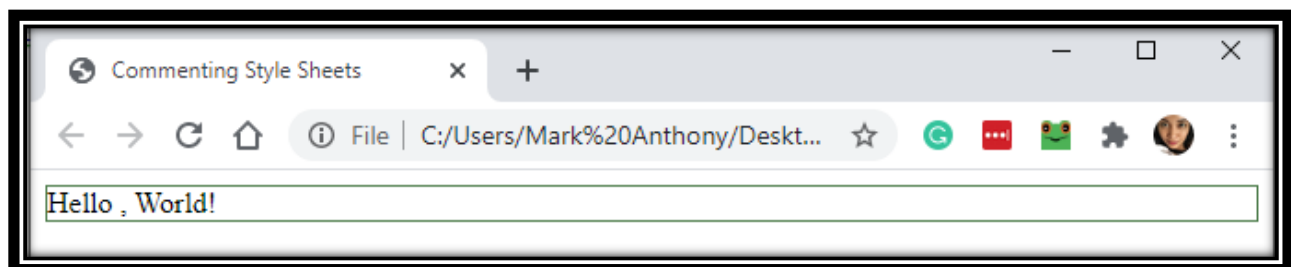 Commenting Style Sheets
File C:/Users/Mark%20Anthony/Deskt...
Hello , World!